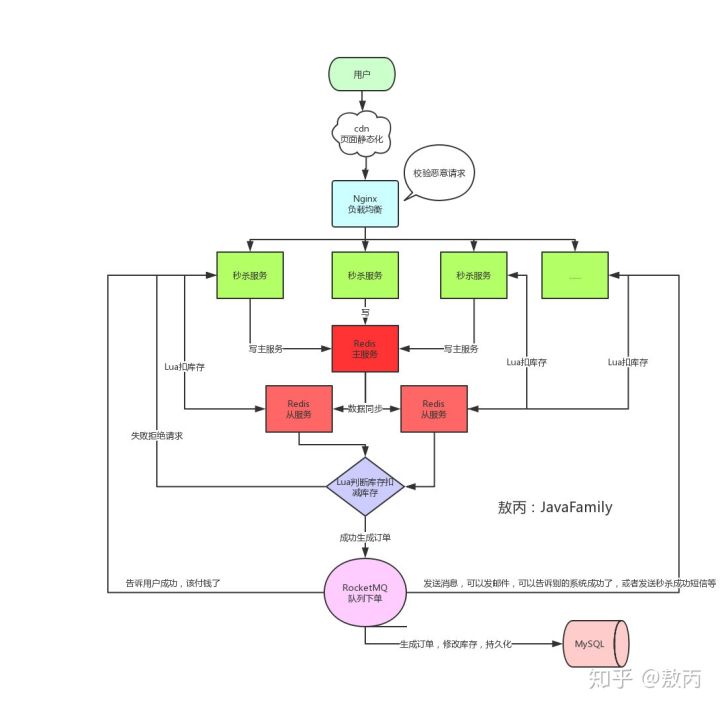 用户
cdn
页面静态化
校验恶意请求
Nginx
负载均衡
秒杀服务
秒杀服务
秒杀服务
......
写
Redis
主服务
写主服务
写主服务
Lua扣库存
Lua扣库存
Lua扣库存
Redis
从服务
数据同步
Redis
从服务
失败拒绝请求
Lua判断库存扣
减库存
敖丙：JavaFamily
成功生成订单
告诉用户成功，该付钱了
RocketMQ
队列下单
发送消息，可以发邮件，可以告诉别的系统成功了，或者发送秒杀成功短信等
生成订单，修改库存，持久化
MySQL
知乎 @敖丙